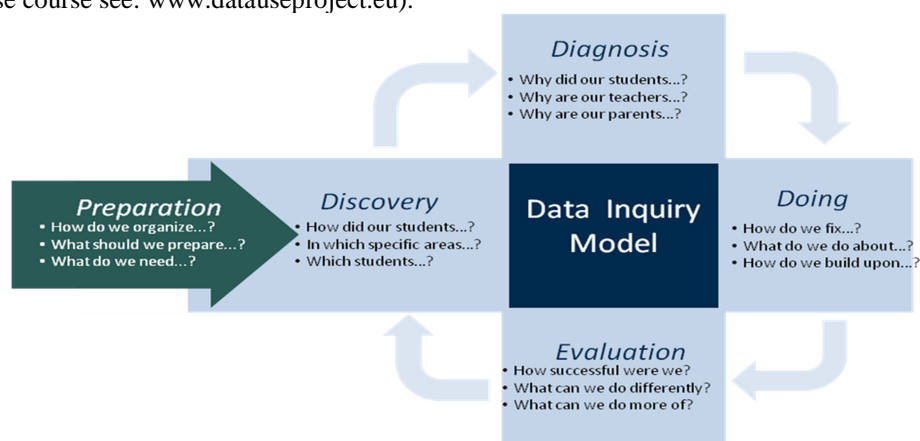 se course see: www.datauseproject.eu).
Diagnosis
• Why did our students...?
• Why are our teachers...?
• Why are our parents...?
Preparation
• How do we organize...?
• What should we prepare...?
• What do we need...?
Discovery
• How did our students...?
• In which specific areas...?
• Which students...?
Data Inquiry
Model
Doing
• How do we fix...?
• What do we do about...?
• How do we build upon...?
Evaluation
• How successful were we?
• What can we do differently?
• What can we do more of?